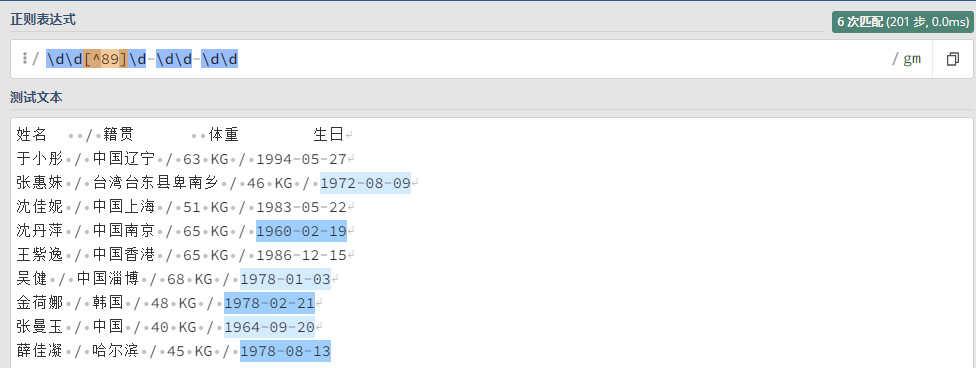 正则表达式
6 次匹配 (201 步, 0.0ms)
/ \d\d[^89]\d-\d\d-\d\d / gm
测试文本
姓名 / 籍贯 体重 生日
于小彤 / 中国辽宁 / 63 KG / 1994-05-27
张惠妹 / 台湾台东县卑南乡 / 46 KG / 1972-08-09
沈佳妮 / 中国上海 / 51 KG / 1983-05-22
沈丹萍 / 中国南京 / 65 KG / 1960-02-19
王紫逸 / 中国香港 / 65 KG / 1986-12-15
吴健 / 中国淄博 / 68 KG / 1978-01-03
金荷娜 / 韩国 / 48 KG / 1978-02-21
张曼玉 / 中国 / 40 KG / 1964-09-20
薛佳凝 / 哈尔滨 / 45 KG / 1978-08-13